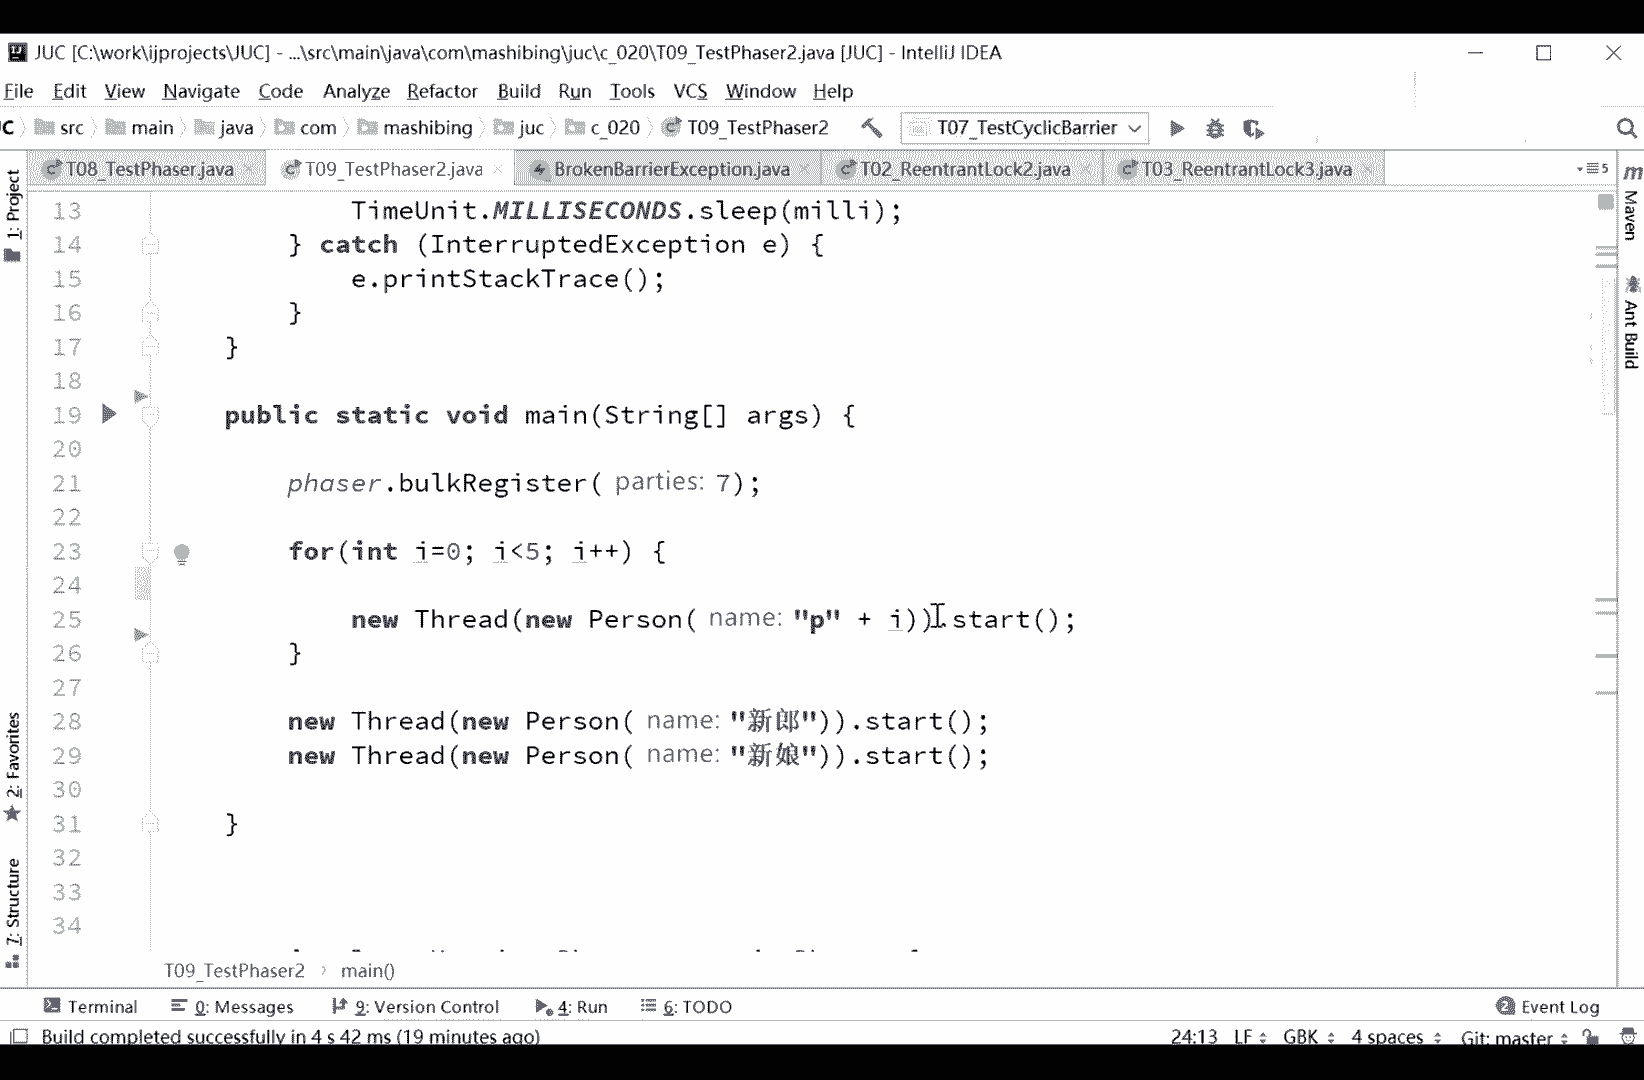 JUC [C:\work\ijprojects\JUC] - ...\src\main\java\com\mashibing\juc\c_020\T09_TestPhaser2.java [JUC] - IntelliJ IDEA
File Edit View Navigate Code Analyze Refactor Build Run Tools VCS Window Help
C src main java com mashibing juc c_020 T09_TestPhaser2 T07_TestCyclicBarrier
T08_TestPhaser.java T09_TestPhaser2.java BrokenBarrierException.java T02_ReentrantLock2.java T03_ReentrantLock3.java 5
1: Project
2: Favorites
7: Structure
m Maven
Ant Build
13 TimeUnit.MILLISECONDS.sleep(milli);
14 } catch (InterruptedException e) {
15 e.printStackTrace();
16 }
17 }
18
19 public static void main(String[] args) {
20
21 phaser.bulkRegister( parties: 7);
22
23 for(int i=0; i<5; i++) {
24
25 new Thread(new Person( name: "p" + i)).start();
26 }
27
28 new Thread(new Person( name: "新郎")).start();
29 new Thread(new Person( name: "新娘")).start();
30
31 }
32
33
34
T09_TestPhaser2 › main()
Terminal 0: Messages 9: Version Control 4: Run 6: TODO 2 Event Log
Build completed successfully in 4 s 42 ms (19 minutes ago) 24:13 LF GBK 4 spaces Git: master